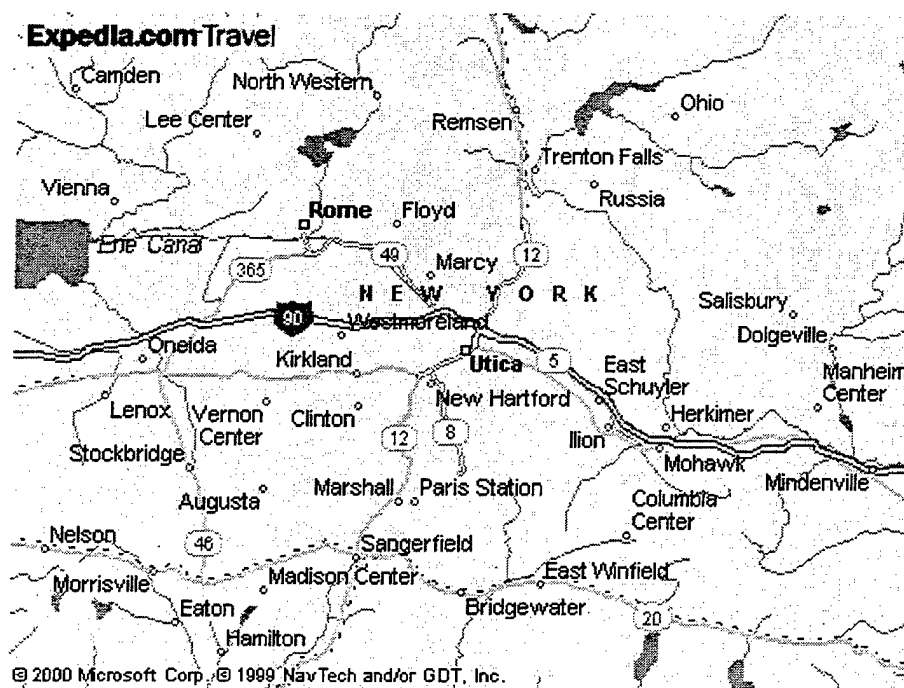 Expedia.com Travel
Camden
North Western
Ohio
Lee Center
Remsen
Trenton Falls
Vienna
Russia
Rome
Floyd
Erie Canal
49
12
365
Marcy
NEW YORK
Salisbury
90
Westmoreland
Dolgeville
Oneida
Kirkland
Utica
5
East
Schuyler
Manheim
Center
New Hartford
Lenox
Vernon
Center
Clinton
Herkimer
12
8
Ilion
Stockbridge
Mohawk
Mindenville
Augusta
Marshall
Paris Station
Columbia
Center
Nelson
46
Sangerfield
Morrisville
Madison Center
East Winfield
Eaton
Bridgewater
20
Hamilton
© 2000 Microsoft Corp. © 1999 NavTech and/or GDT, Inc.